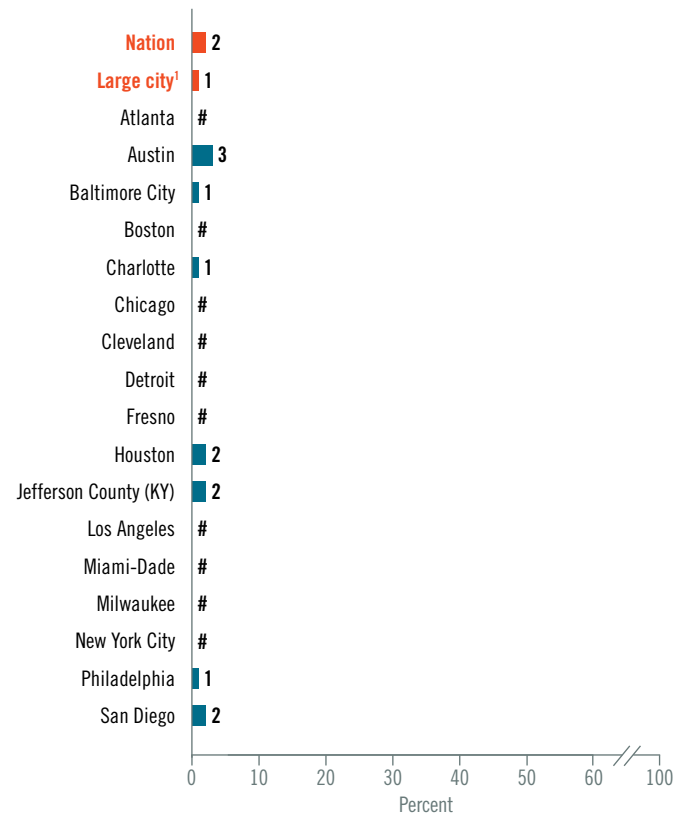 Nation 2
Large city¹ 1
Atlanta #
Austin 3
Baltimore City 1
Boston #
Charlotte 1
Chicago #
Cleveland #
Detroit #
Fresno #
Houston 2
Jefferson County (KY) 2
Los Angeles #
Miami-Dade #
Milwaukee #
New York City #
Philadelphia 1
San Diego 2
0 10 20 30 40 50 60 100
Percent